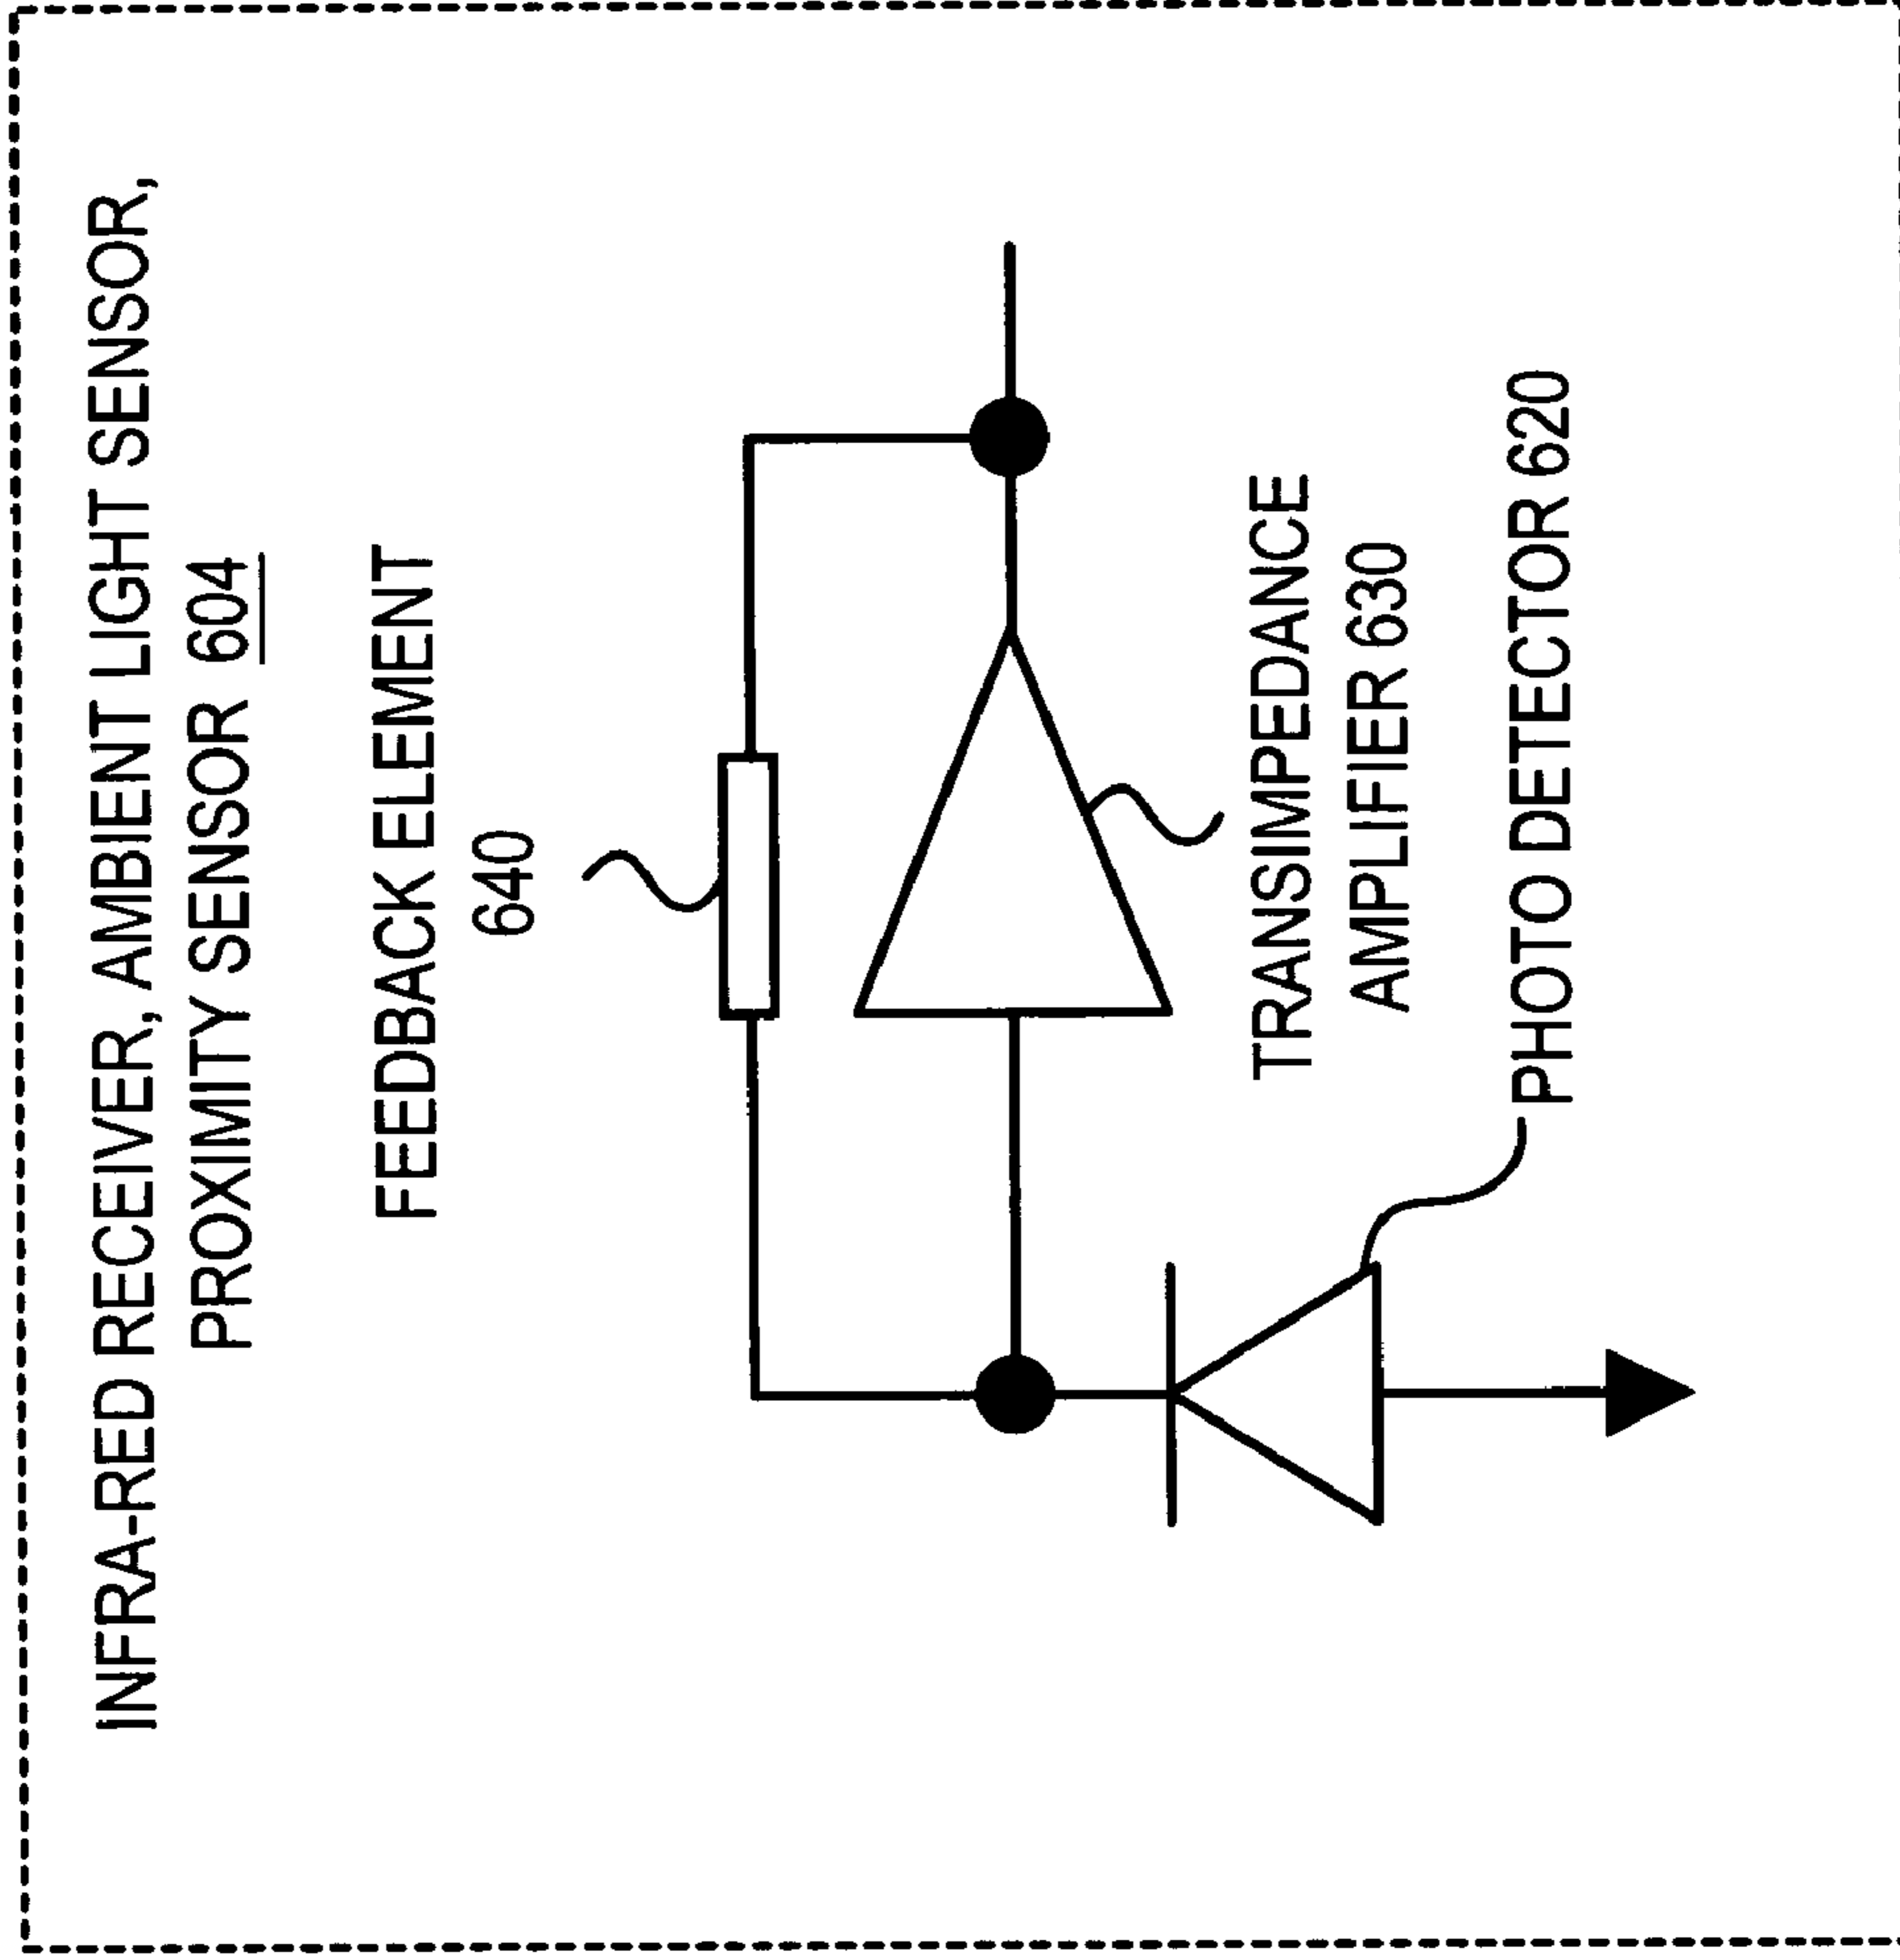 INFRA-RED RECEIVER, AMBIENT LIGHT SENSOR,
PROXIMITY SENSOR 604
FEEDBACK ELEMENT
640
TRANSIMPEDANCE
AMPLIFIER 630
PHOTO DETECTOR 620